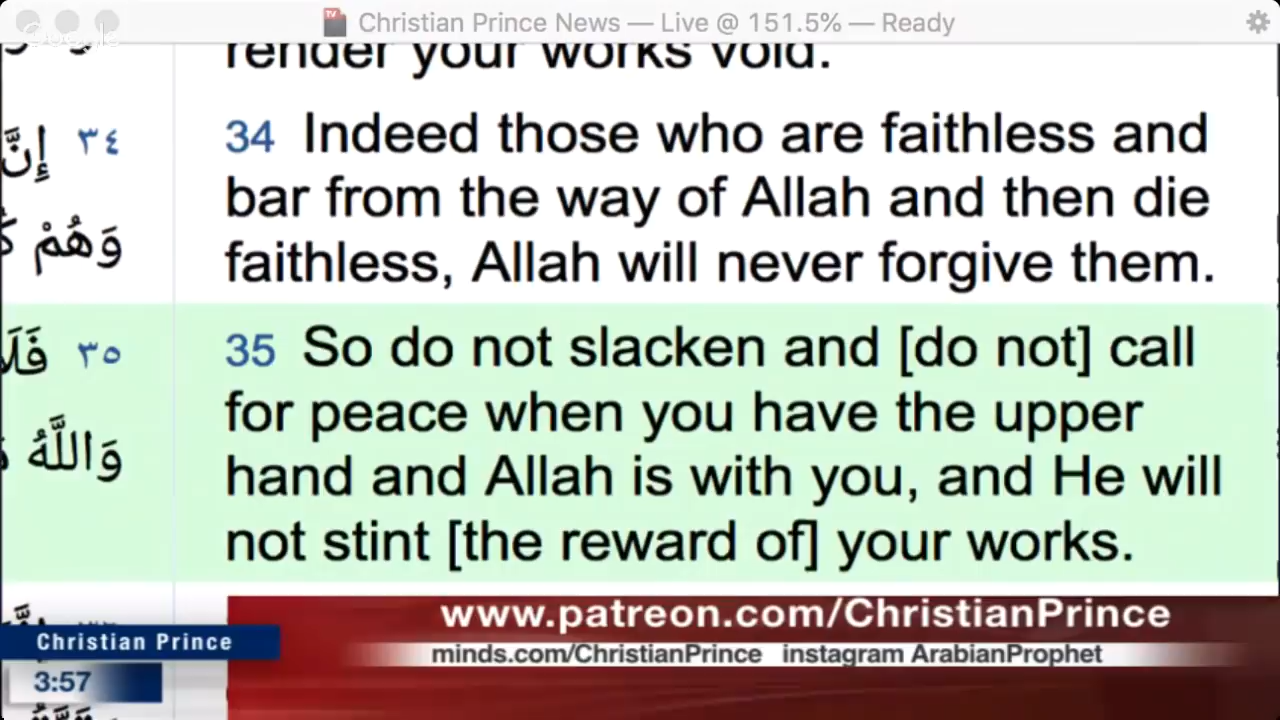 Christian Prince News — Live @ 151.5% — Ready
render your works void.
٣٤ إِنَّ
34 Indeed those who are faithless and
bar from the way of Allah and then die
وَهُمْ
faithless, Allah will never forgive them.
٣٥ فَلَا
35 So do not slacken and [do not] call
for peace when you have the upper
وَاللَّهُ
hand and Allah is with you, and He will
not stint [the reward of] your works.
www.patreon.com/ChristianPrince
Christian Prince
minds.com/ChristianPrince instagram ArabianProphet
3:57